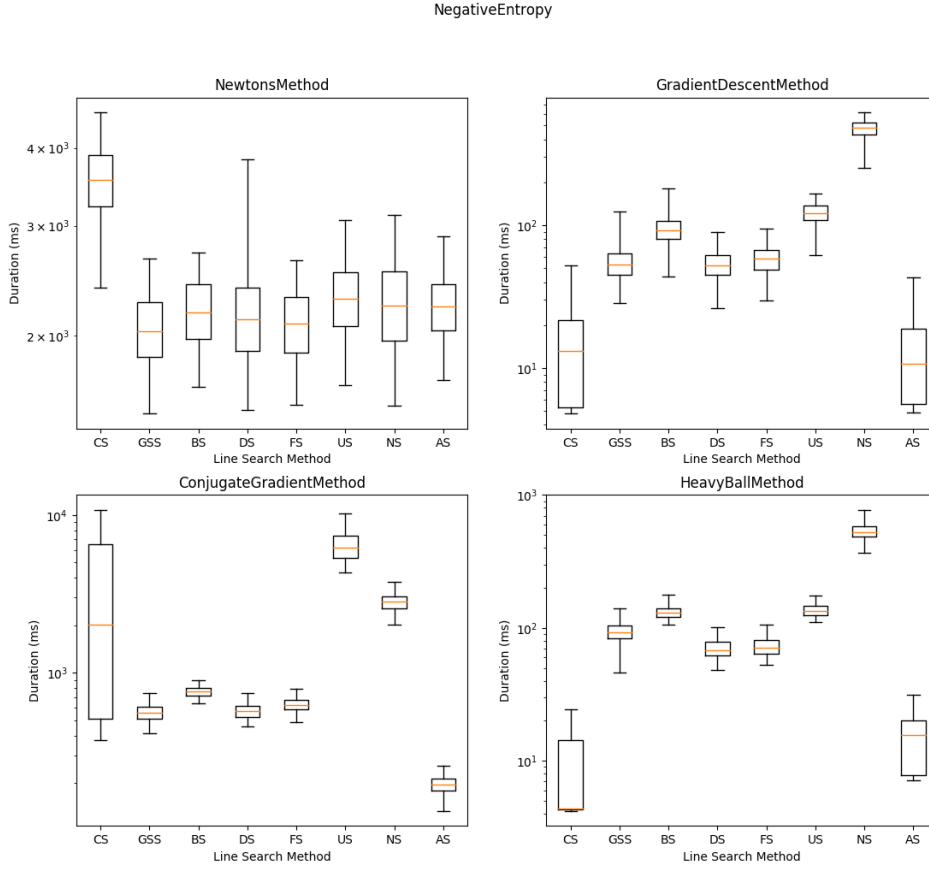 NegativeEntropy
NewtonsMethod
Duration (ms)
4 × 10³
3 × 10³
2 × 10³
CS GSS BS DS FS US NS AS
Line Search Method
GradientDescentMethod
Duration (ms)
10²
10¹
CS GSS BS DS FS US NS AS
Line Search Method
ConjugateGradientMethod
Duration (ms)
10⁴
10³
CS GSS BS DS FS US NS AS
Line Search Method
HeavyBallMethod
Duration (ms)
10³
10²
10¹
CS GSS BS DS FS US NS AS
Line Search Method